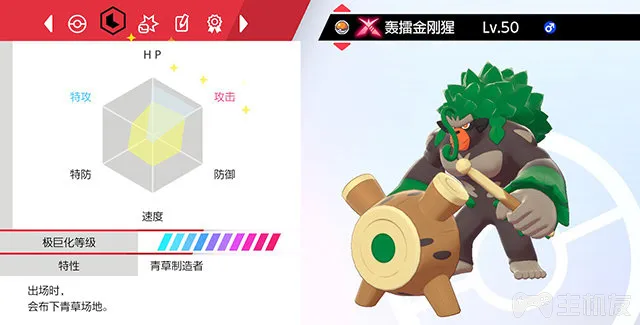 轰擂金刚猩 Lv.50
HP
特攻
攻击
特防
防御
速度
极巨化等级
特性
青草制造者
出场时，
会布下青草场地。
主机友